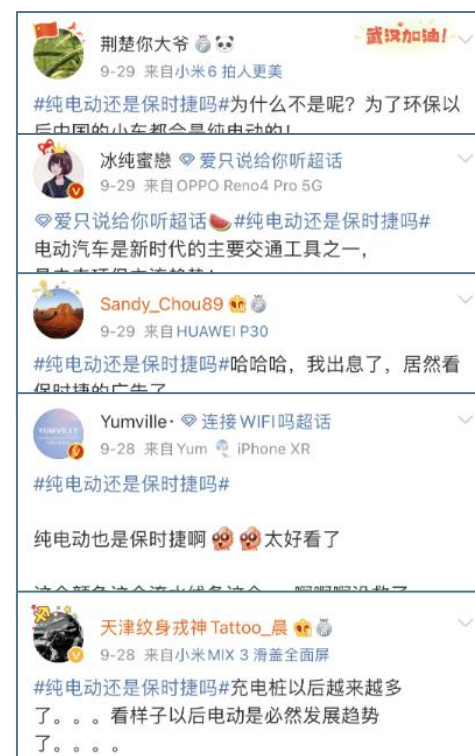 荆楚你大爷
武汉加油!
9-29 来自小米6 拍人更美
#纯电动还是保时捷吗#为什么不是呢?为了环保以
后中国的小车都会是纯电动的!
冰纯蜜戀 爱只说给你听超话
9-29 来自OPPO Reno4 Pro 5G
爱只说给你听超话🍉#纯电动还是保时捷吗#
电动汽车是新时代的主要交通工具之一,
Sandy_Chou89
9-29 来自HUAWEI P30
#纯电动还是保时捷吗#哈哈哈,我出息了,居然看
保时捷的广告了
YUMVILLE
Yumville· 连接WIFI吗超话
9-28 来自Yum iPhone XR
#纯电动还是保时捷吗#
纯电动也是保时捷啊 太好看了
天津纹身戎神Tattoo_晨
9-28 来自小米MIX 3 滑盖全面屏
#纯电动还是保时捷吗#充电桩以后越来越多
了。。。看样子以后电动是必然发展趋势
了。。。。